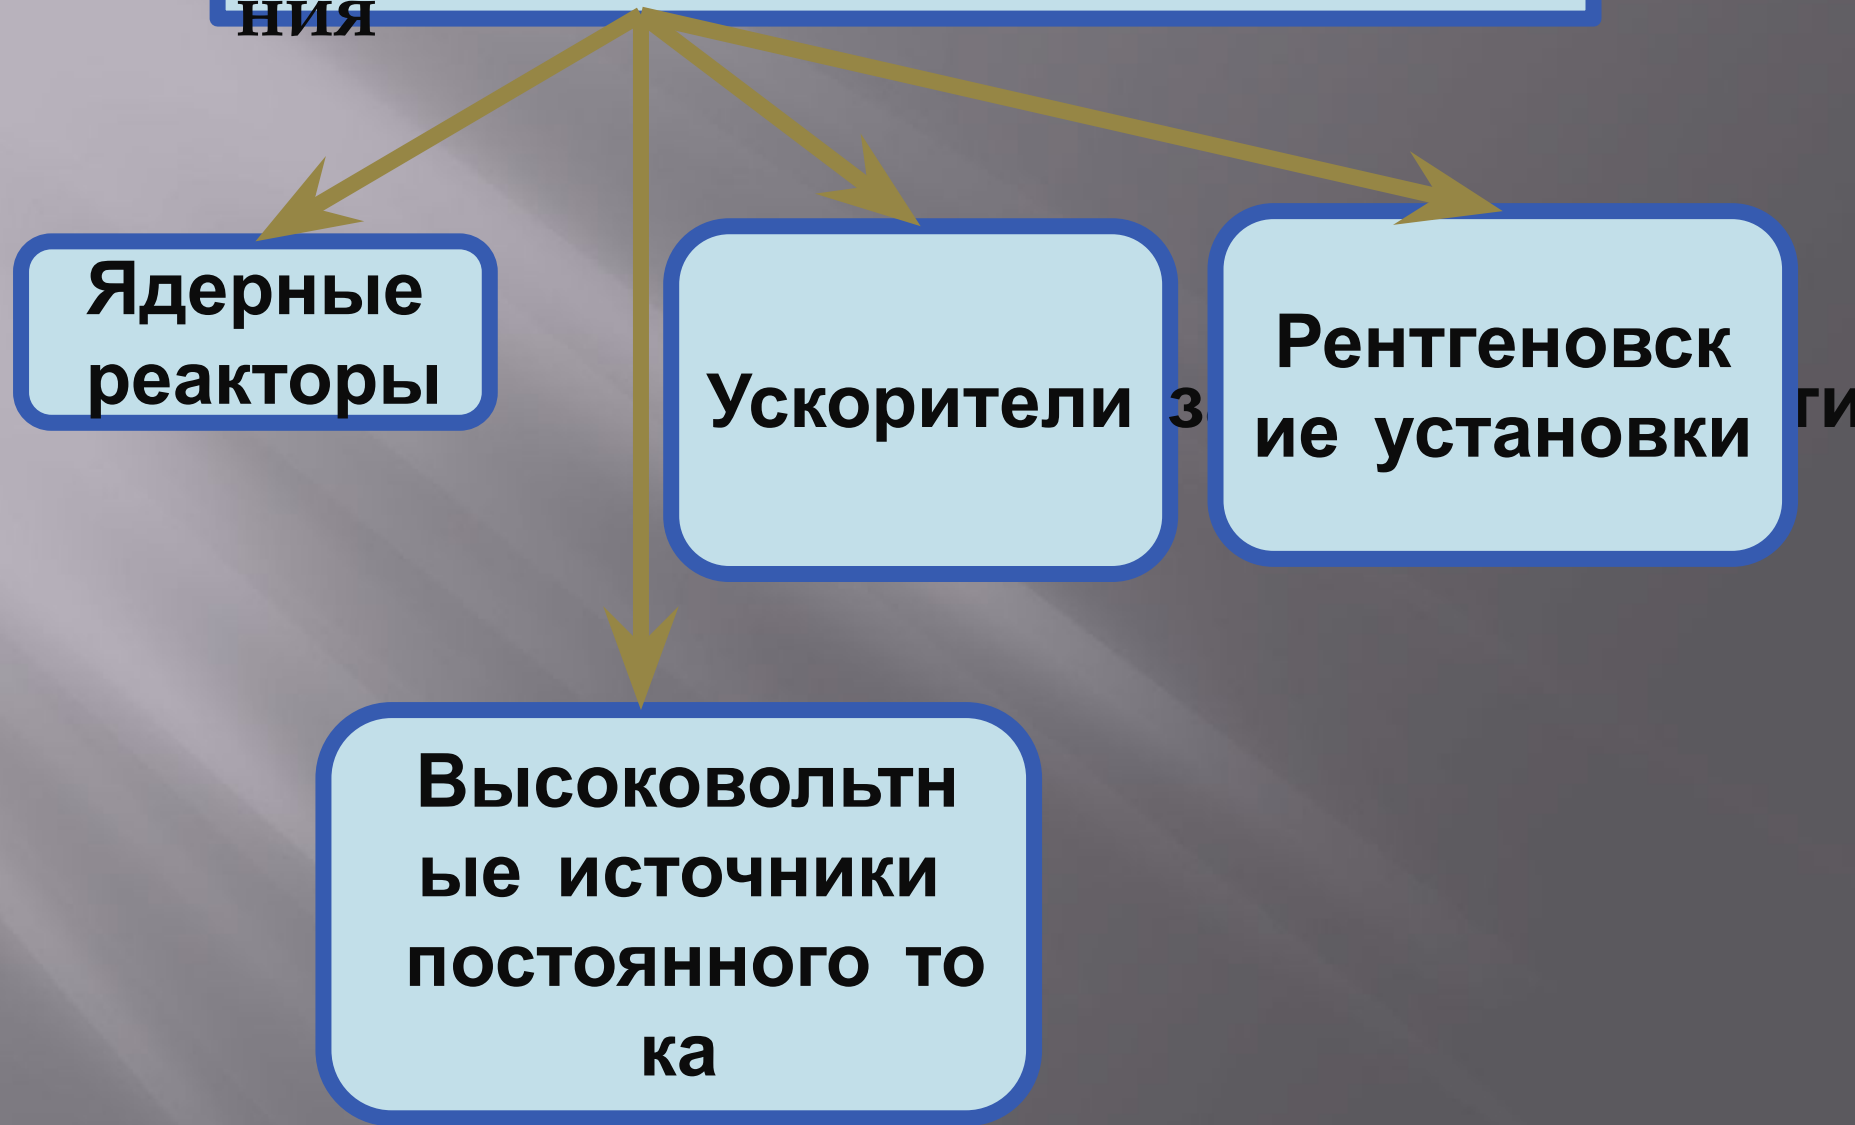 ния
Ядерные
реакторы
Ускорители
Рентгеновск
ие установки
Высоковольтн
ые источники
постоянного то
ка